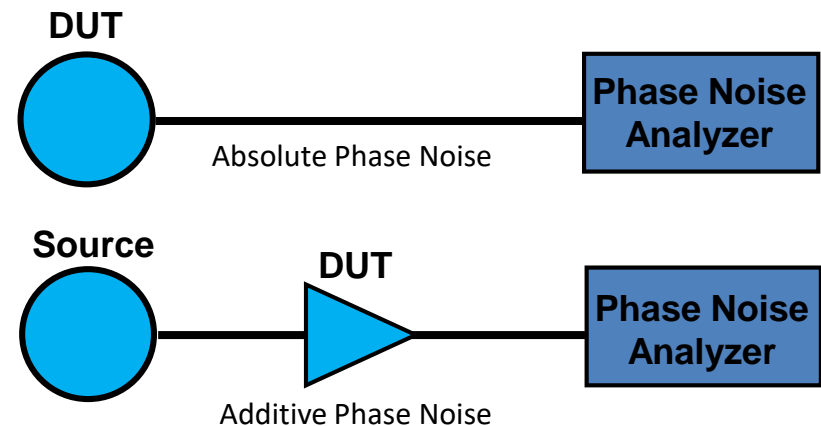 DUT
Phase Noise
Analyzer
Absolute Phase Noise
Source
DUT
Phase Noise
Analyzer
Additive Phase Noise